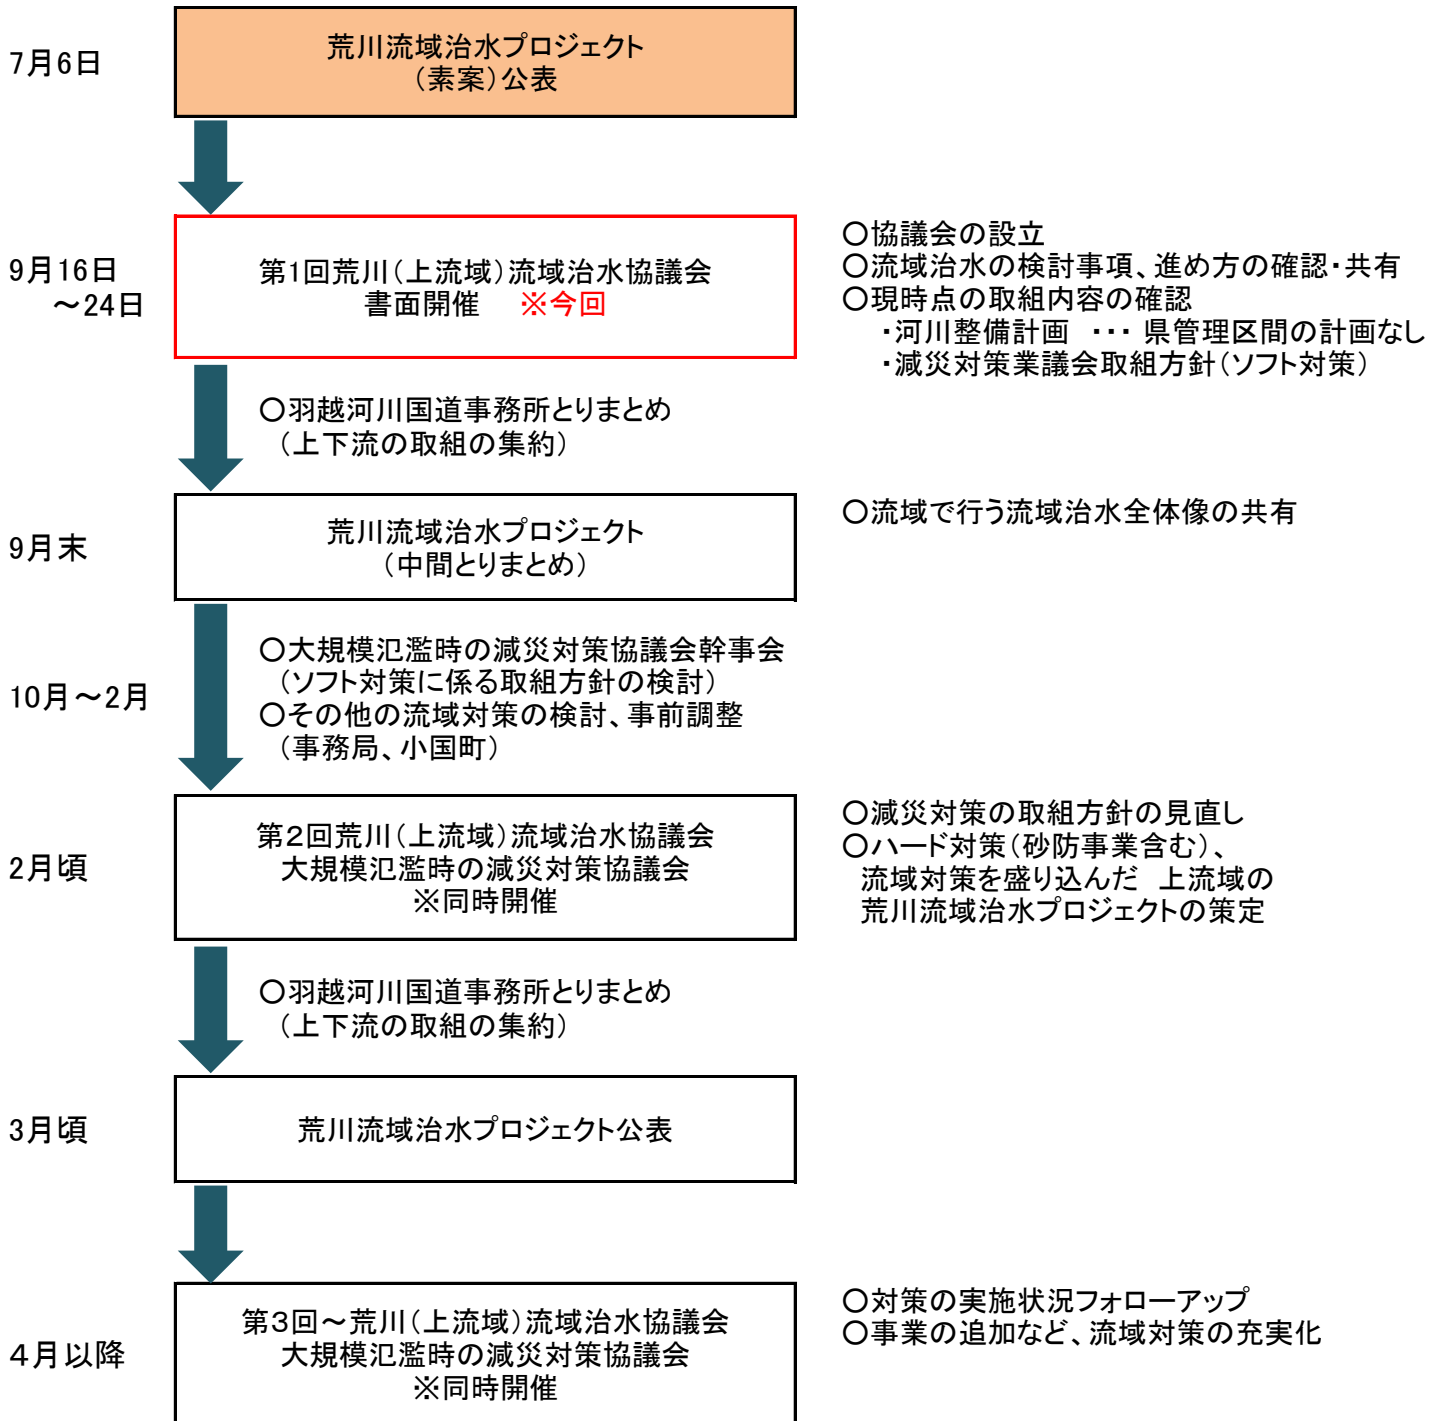 7月6日
荒川流域治水プロジェクト
（素案）公表
9月16日
～24日
第1回荒川（上流域）流域治水協議会
書面開催　※今回
〇協議会の設立
〇流域治水の検討事項、進め方の確認・共有
〇現時点の取組内容の確認
・河川整備計画　・・・ 県管理区間の計画なし
・減災対策業議会取組方針（ソフト対策）
〇羽越河川国道事務所とりまとめ
（上下流の取組の集約）
9月末
荒川流域治水プロジェクト
（中間とりまとめ）
〇流域で行う流域治水全体像の共有
10月～2月
〇大規模氾濫時の減災対策協議会幹事会
（ソフト対策に係る取組方針の検討）
〇その他の流域対策の検討、事前調整
（事務局、小国町）
2月頃
第２回荒川（上流域）流域治水協議会
大規模氾濫時の減災対策協議会
※同時開催
〇減災対策の取組方針の見直し
〇ハード対策（砂防事業含む）、
流域対策を盛り込んだ　上流域の
荒川流域治水プロジェクトの策定
〇羽越河川国道事務所とりまとめ
（上下流の取組の集約）
3月頃
荒川流域治水プロジェクト公表
４月以降
第３回～荒川（上流域）流域治水協議会
大規模氾濫時の減災対策協議会
※同時開催
〇対策の実施状況フォローアップ
〇事業の追加など、流域対策の充実化